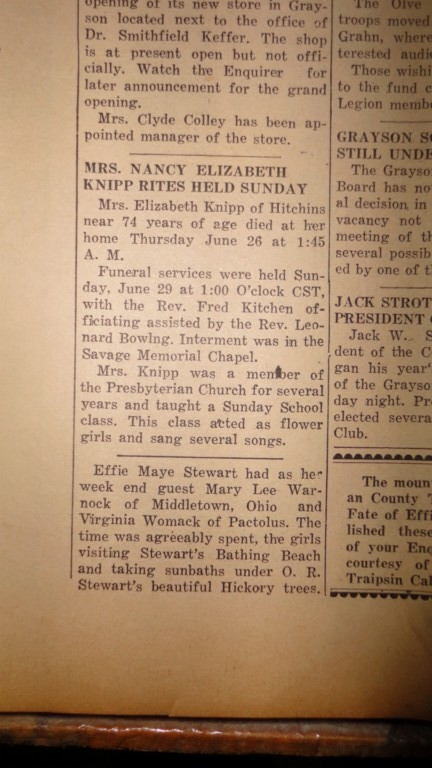 opening of its new store in Gray-
son located next to the office of
Dr. Smithfield Keffer. The shop
is at present open but not offi-
cially. Watch the Enquirer for
later announcement for the grand
opening.
Mrs. Clyde Colley has been ap-
pointed manager of the store.
MRS. NANCY ELIZABETH
KNIPP RITES HELD SUNDAY
Mrs. Elizabeth Knipp of Hitchins
near 74 years of age died at her
home Thursday June 26 at 1:45
A. M.
Funeral services were held Sun-
day, June 29 at 1:00 O'clock CST,
with the Rev. Fred Kitchen of-
ficiating assisted by the Rev. Leo-
nard Bowlng. Interment was in the
Savage Memorial Chapel.
Mrs. Knipp was a member of
the Presbyterian Church for several
years and taught a Sunday School
class. This class acted as flower
girls and sang several songs.
Effie Maye Stewart had as her
week end guest Mary Lee War-
nock of Middletown, Ohio and
Virginia Womack of Pactolus. The
time was agreeably spent, the girls
visiting Stewart's Bathing Beach
and taking sunbaths under O. R.
Stewart's beautiful Hickory trees.
The Olive
troops moved
Grahn, where
terested audi
Those wishi
to the fund c
Legion membe
GRAYSON S
STILL UNDE
The Grayso
Board has no
al decision in
vacancy not
meeting of th
several possib
ed by one of t
JACK STROT
PRESIDENT
Jack W. S
dent of the C
gan his year'
of the Grayso
day night. Pr
elected severa
Club.
The moun
an County
Fate of Effi
lished these
of your Enq
courtesy of
Traipsin Cal